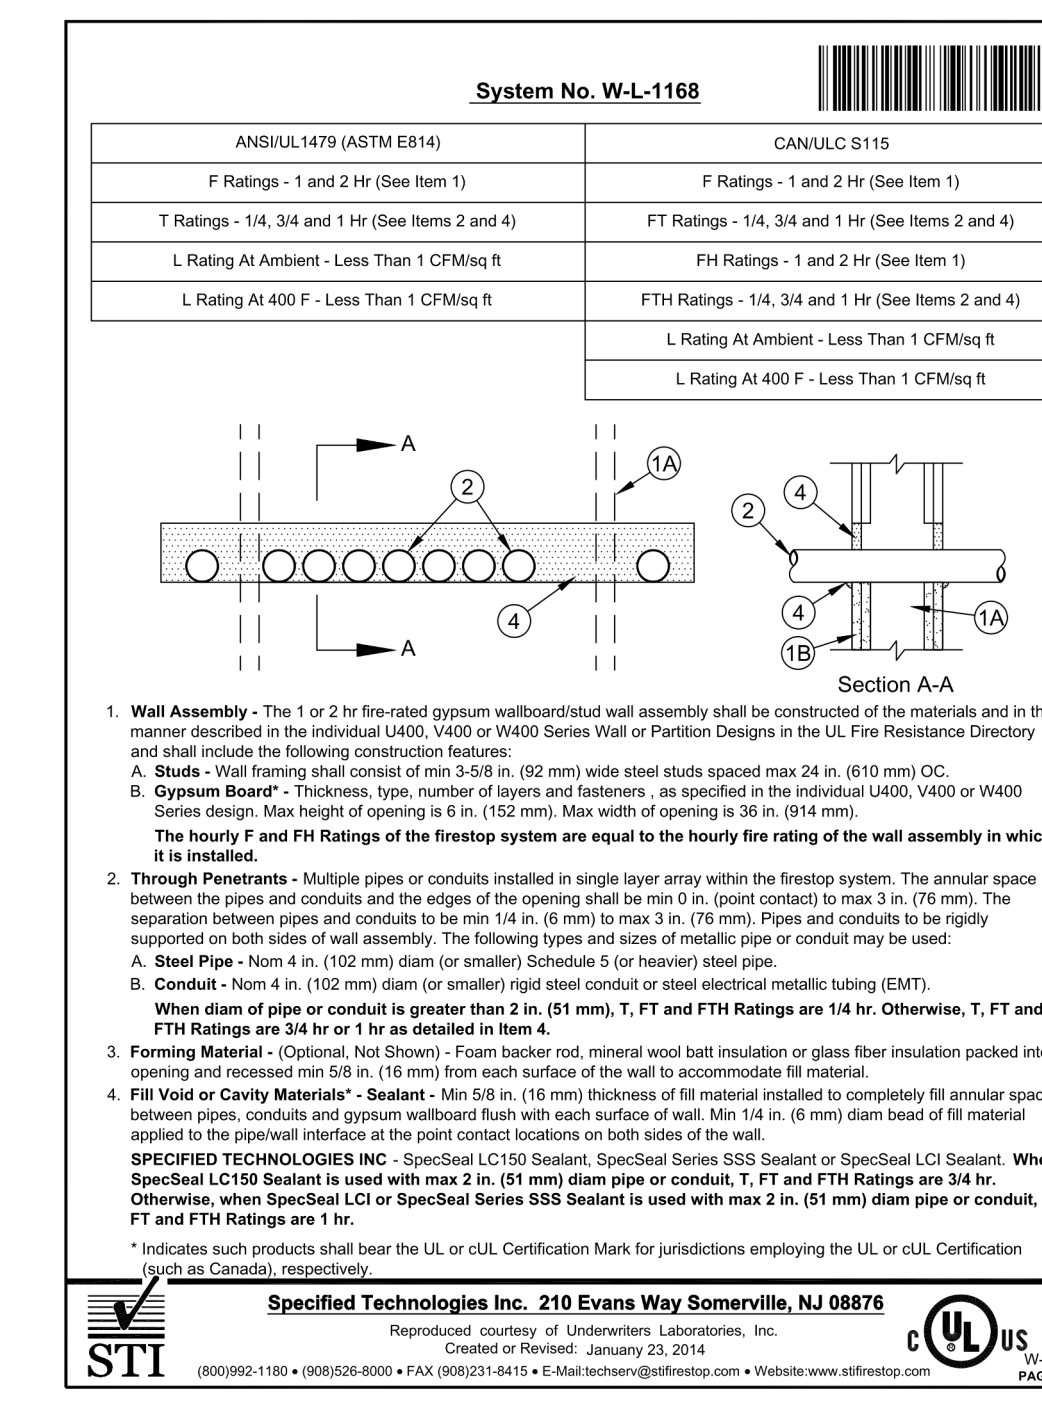 System No. W-L-1168
ANSI/UL1479 (ASTM E814)
CAN/ULC S115
F Ratings - 1 and 2 Hr (See Item 1)
F Ratings - 1 and 2 Hr (See Item 1)
T Ratings - 1/4, 3/4 and 1 Hr (See Items 2 and 4)
FT Ratings - 1/4, 3/4 and 1 Hr (See Items 2 and 4)
L Rating At Ambient - Less Than 1 CFM/sq ft
FH Ratings - 1 and 2 Hr (See Item 1)
L Rating At 400 F - Less Than 1 CFM/sq ft
FTH Ratings - 1/4, 3/4 and 1 Hr (See Items 2 and 4)
L Rating At Ambient - Less Than 1 CFM/sq ft
L Rating At 400 F - Less Than 1 CFM/sq ft
A
1A
2
4
A
4
2
4
1A
1B
Section A-A
1. Wall Assembly - The 1 or 2 hr fire-rated gypsum wallboard/stud wall assembly shall be constructed of the materials and in
manner described in the individual U400, V400 or W400 Series Wall or Partition Designs in the UL Fire Resistance Directory
and shall include the following construction features:
A. Studs - Wall framing shall consist of min 3-5/8 in. (92 mm) wide steel studs spaced max 24 in. (610 mm) OC.
B. Gypsum Board* - Thickness, type, number of layers and fasteners , as specified in the individual U400, V400 or W400
Series design. Max height of opening is 6 in. (152 mm). Max width of opening is 36 in. (914 mm).
The hourly F and FH Ratings of the firestop system are equal to the hourly fire rating of the wall assembly in
it is installed.
2. Through Penetrants - Multiple pipes or conduits installed in single layer array within the firestop system. The annular space
between the pipes and conduits and the edges of the opening shall be min 0 in. (point contact) to max 3 in. (76 mm). The
separation between pipes and conduits to be min 1/4 in. (6 mm) to max 3 in. (76 mm). Pipes and conduits to be rigidly
supported on both sides of wall assembly. The following types and sizes of metallic pipe or conduit may be used:
A. Steel Pipe - Nom 4 in. (102 mm) diam (or smaller) Schedule 5 (or heavier) steel pipe.
B. Conduit - Nom 4 in. (102 mm) diam (or smaller) rigid steel conduit or steel electrical metallic tubing (EMT).
When diam of pipe or conduit is greater than 2 in. (51 mm), T, FT and FTH Ratings are 1/4 hr. Otherwise, T, FT and
FTH Ratings are 3/4 hr or 1 hr as detailed in Item 4.
3. Forming Material - (Optional, Not Shown) - Foam backer rod, mineral wool batt insulation or glass fiber insulation packed
opening and recessed min 5/8 in. (16 mm) from each surface of the wall to accommodate fill material.
4. Fill Void or Cavity Materials* - Sealant - Min 5/8 in. (16 mm) thickness of fill material installed to completely fill annular
between pipes, conduits and gypsum wallboard flush with each surface of wall. Min 1/4 in. (6 mm) diam bead of fill material
applied to the pipe/wall interface at the point contact locations on both sides of the wall.
SPECIFIED TECHNOLOGIES INC - SpecSeal LC150 Sealant, SpecSeal Series SSS Sealant or SpecSeal LCI Sealant.
SpecSeal LC150 Sealant is used with max 2 in. (51 mm) diam pipe or conduit, T, FT and FTH Ratings are 3/4 hr.
Otherwise, when SpecSeal LCI or SpecSeal Series SSS Sealant is used with max 2 in. (51 mm) diam pipe or conduit,
FT and FTH Ratings are 1 hr.
* Indicates such products shall bear the UL or cUL Certification Mark for jurisdictions employing the UL or cUL Certification
(such as Canada), respectively.
STI
Specified Technologies Inc. 210 Evans Way Somerville, NJ 08876
Reproduced courtesy of Underwriters Laboratories, Inc.
Created or Revised: January 23, 2014
(800)992-1180 • (908)526-8000 • FAX (908)231-8415 • E-Mail:techserv@stifirestop.com • Website:www.stifirestop.com
C UL ® US